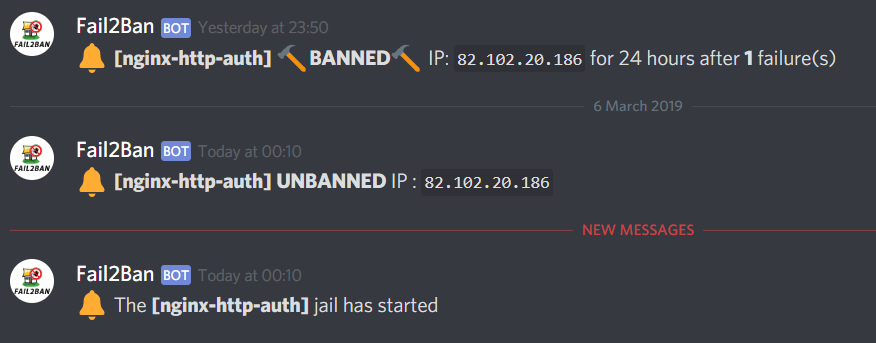 Fail2Ban BOT Yesterday at 23:50
[nginx-http-auth] BANNED IP: 82.102.20.186 for 24 hours after 1 failure(s)
FAIL2BAN
6 March 2019
Fail2Ban BOT Today at 00:10
[nginx-http-auth] UNBANNED IP : 82.102.20.186
FAIL2BAN
NEW MESSAGES
Fail2Ban BOT Today at 00:10
The [nginx-http-auth] jail has started
FAIL2BAN